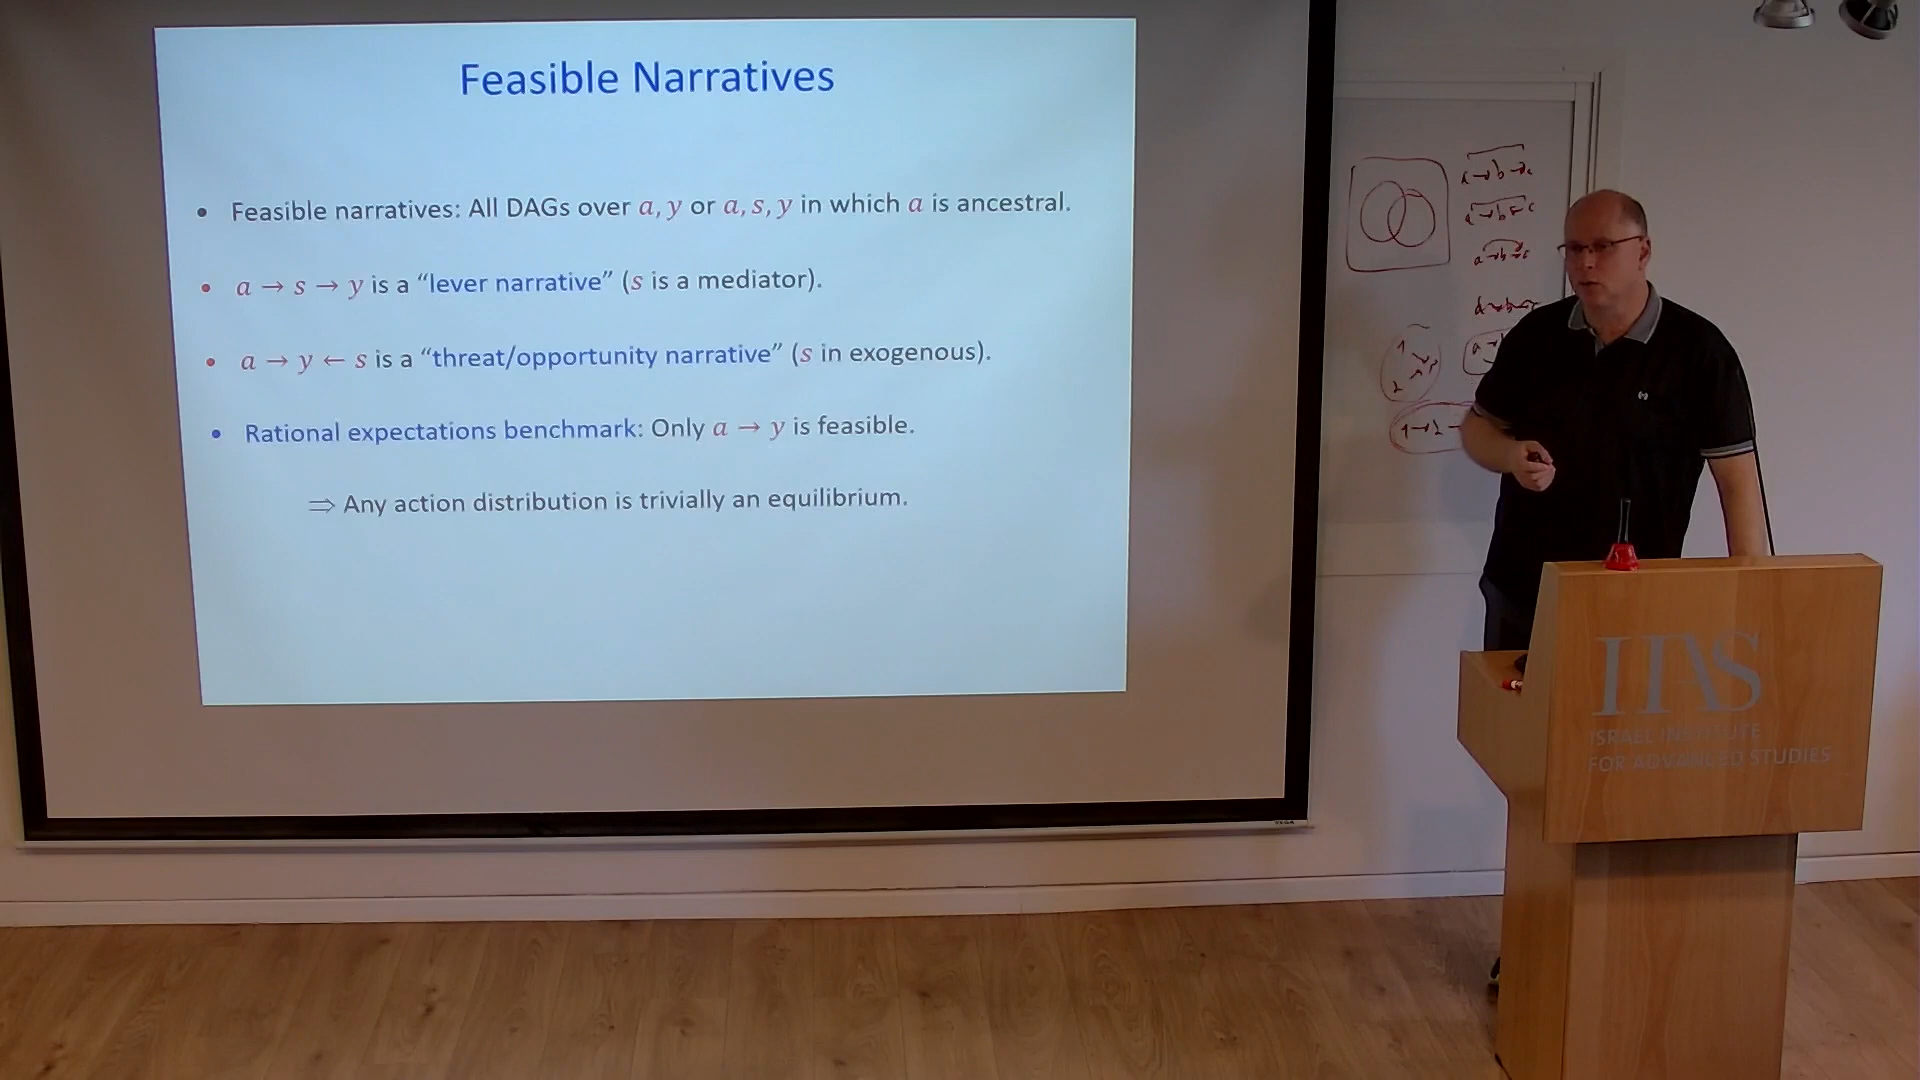 Feasible Narratives
• Feasible narratives: All DAGs over a, y or a, s, y in which a is ancestral.
• a → s → y is a “lever narrative” (s is a mediator).
• a → y ← s is a “threat/opportunity narrative” (s in exogenous).
• Rational expectations benchmark: Only a → y is feasible.
⇒ Any action distribution is trivially an equilibrium.
IIAS
ISRAEL INSTITUTE
FOR ADVANCED STUDIES